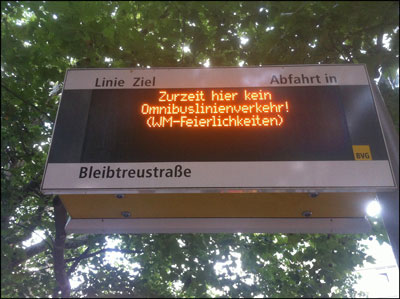 Linie Ziel Abfahrt in
Zurzeit hier kein
Omnibuslinienverkehr!
(WM-Feierlichkeiten)
BVG
Bleibtreustraße